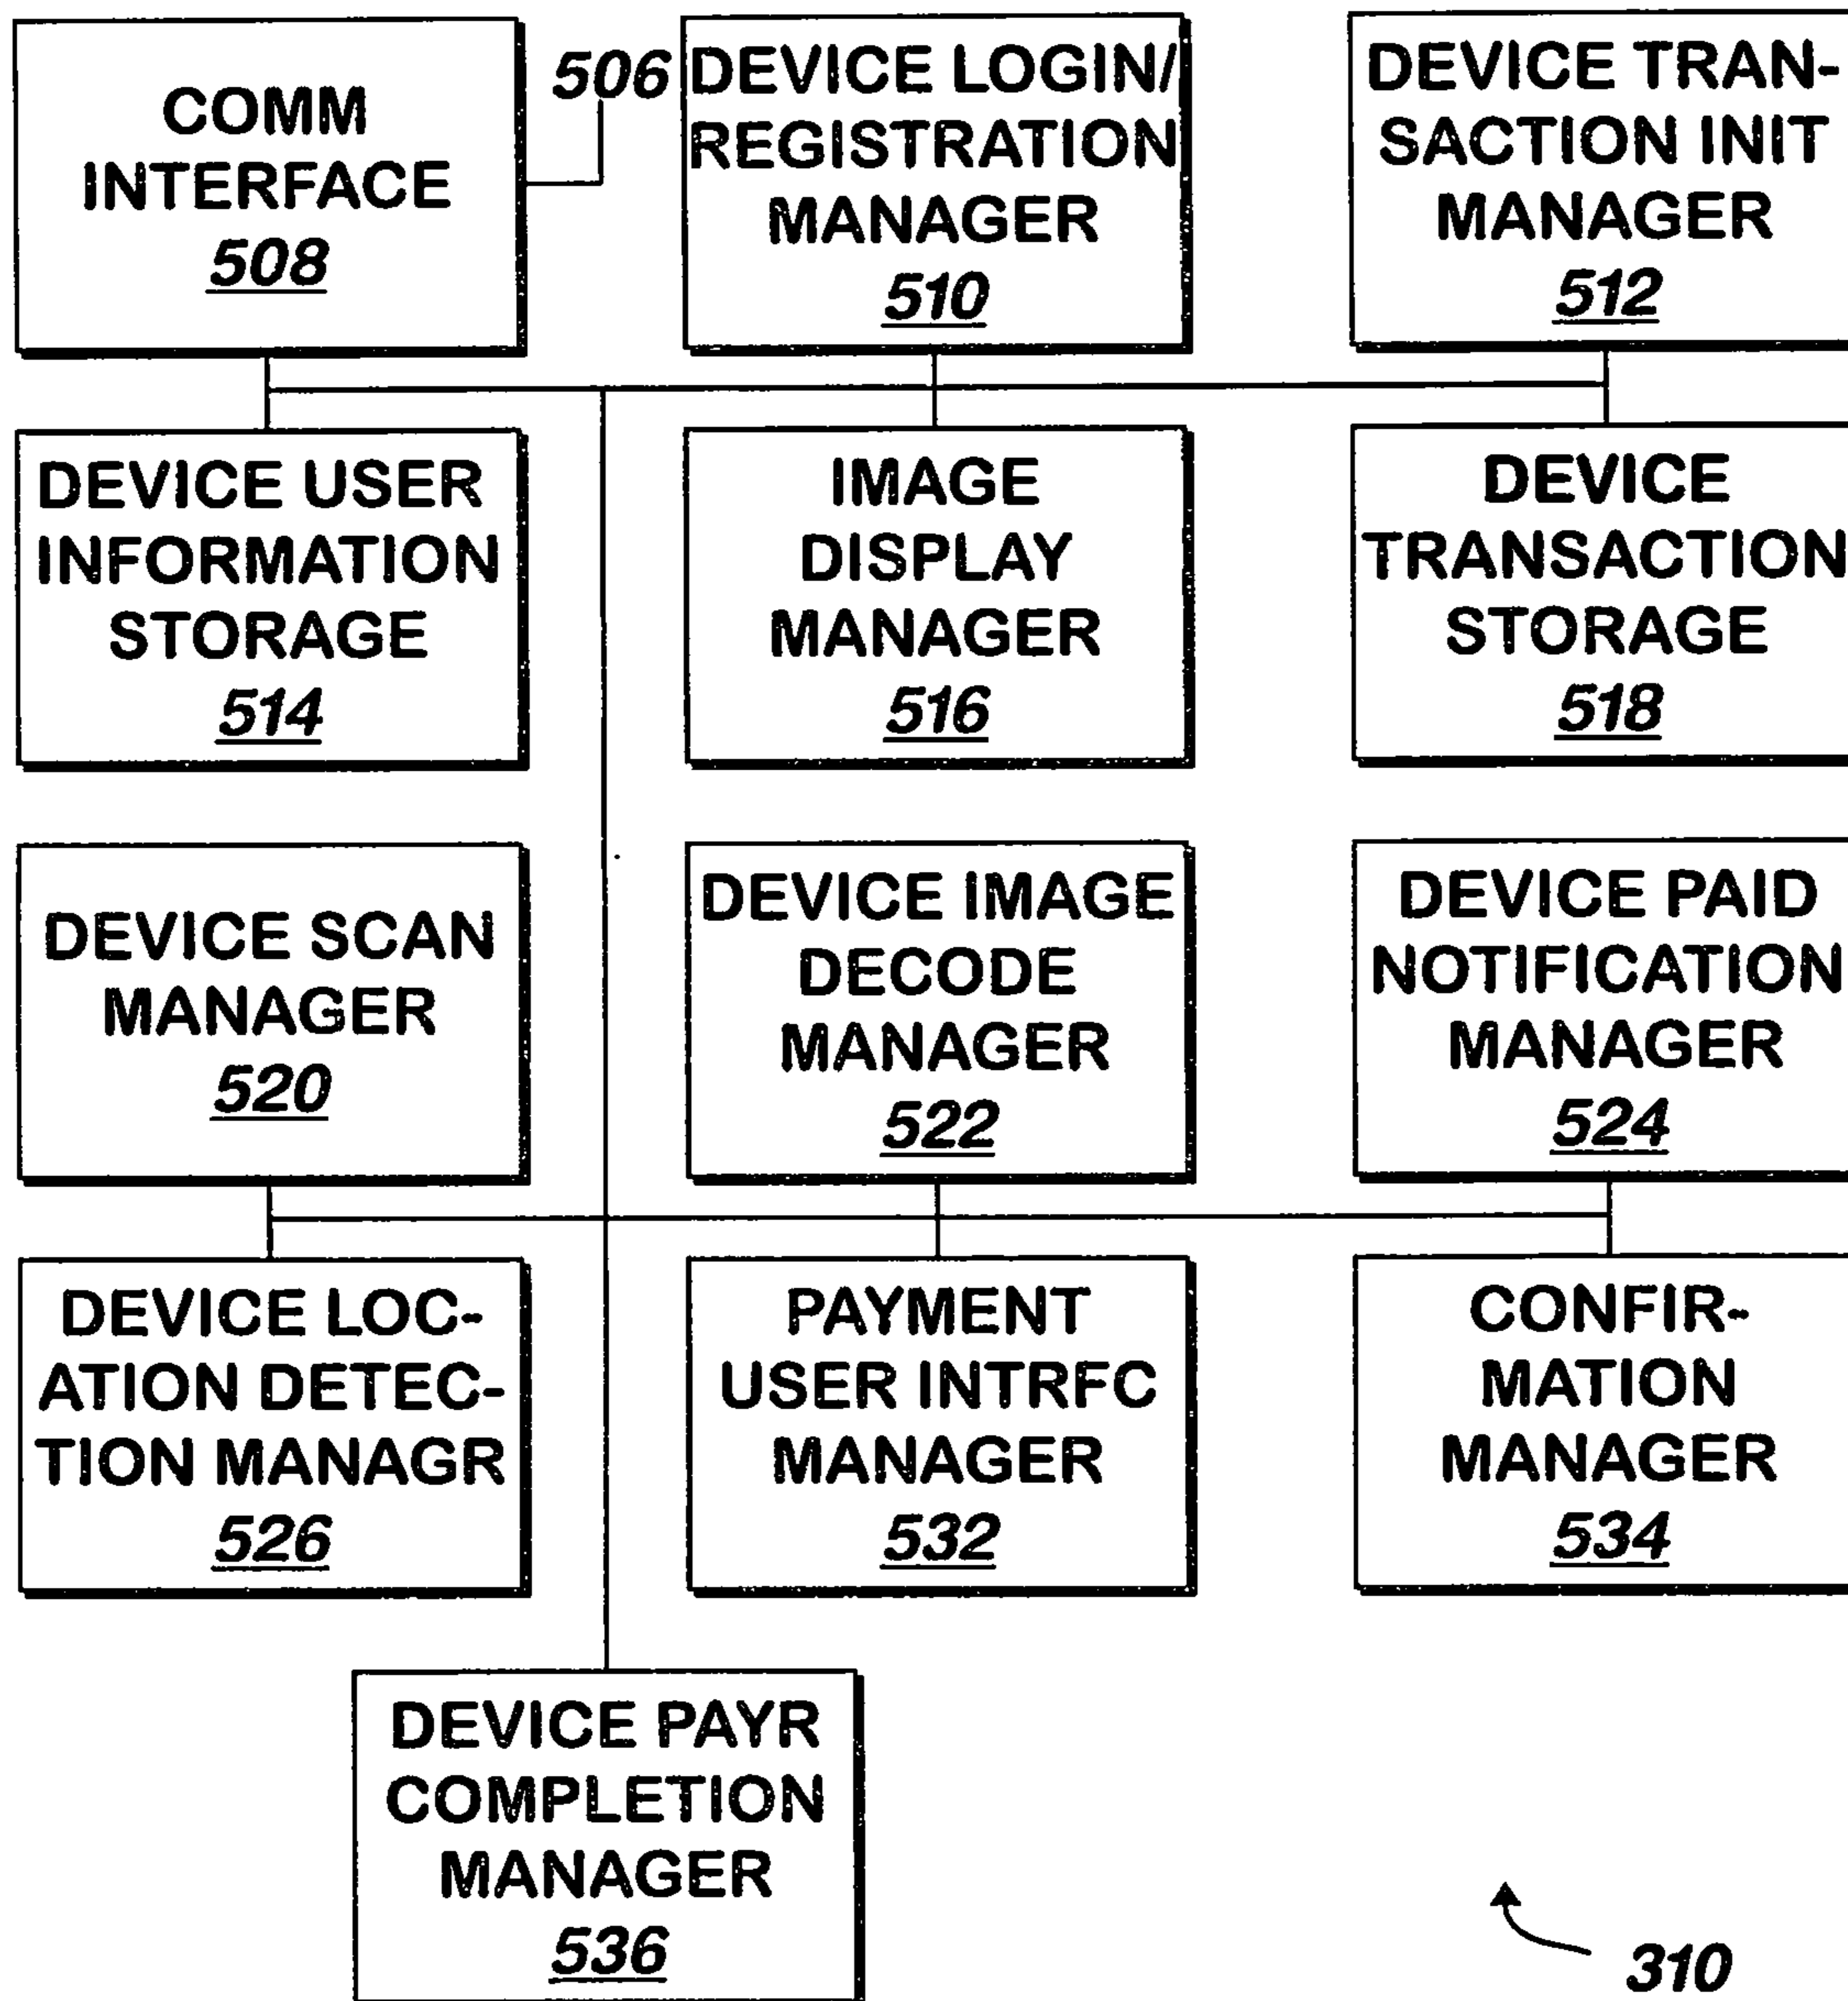 COMM
INTERFACE
508
506
DEVICE LOGIN/
REGISTRATION
MANAGER
510
DEVICE TRAN-
SACTION INIT
MANAGER
512
DEVICE USER
INFORMATION
STORAGE
514
IMAGE
DISPLAY
MANAGER
516
DEVICE
TRANSACTION
STORAGE
518
DEVICE SCAN
MANAGER
520
DEVICE IMAGE
DECODE
MANAGER
522
DEVICE PAID
NOTIFICATION
MANAGER
524
DEVICE LOC-
ATION DETEC-
TION MANAGR
526
PAYMENT
USER INTRFC
MANAGER
532
CONFIR-
MATION
MANAGER
534
DEVICE PAYR
COMPLETION
MANAGER
536
310